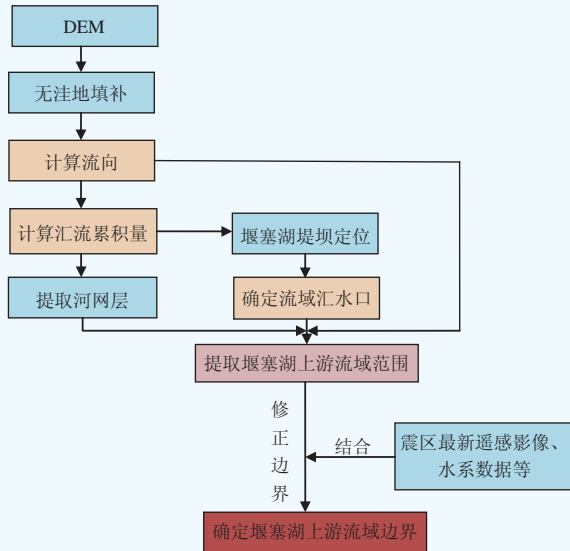 DEM
无洼地填补
计算流向
计算汇流累积量
堰塞湖堤坝定位
提取河网层
确定流域汇水口
提取堰塞湖上游流域范围
修正边界
结合
震区最新遥感影像、
水系数据等
确定堰塞湖上游流域边界